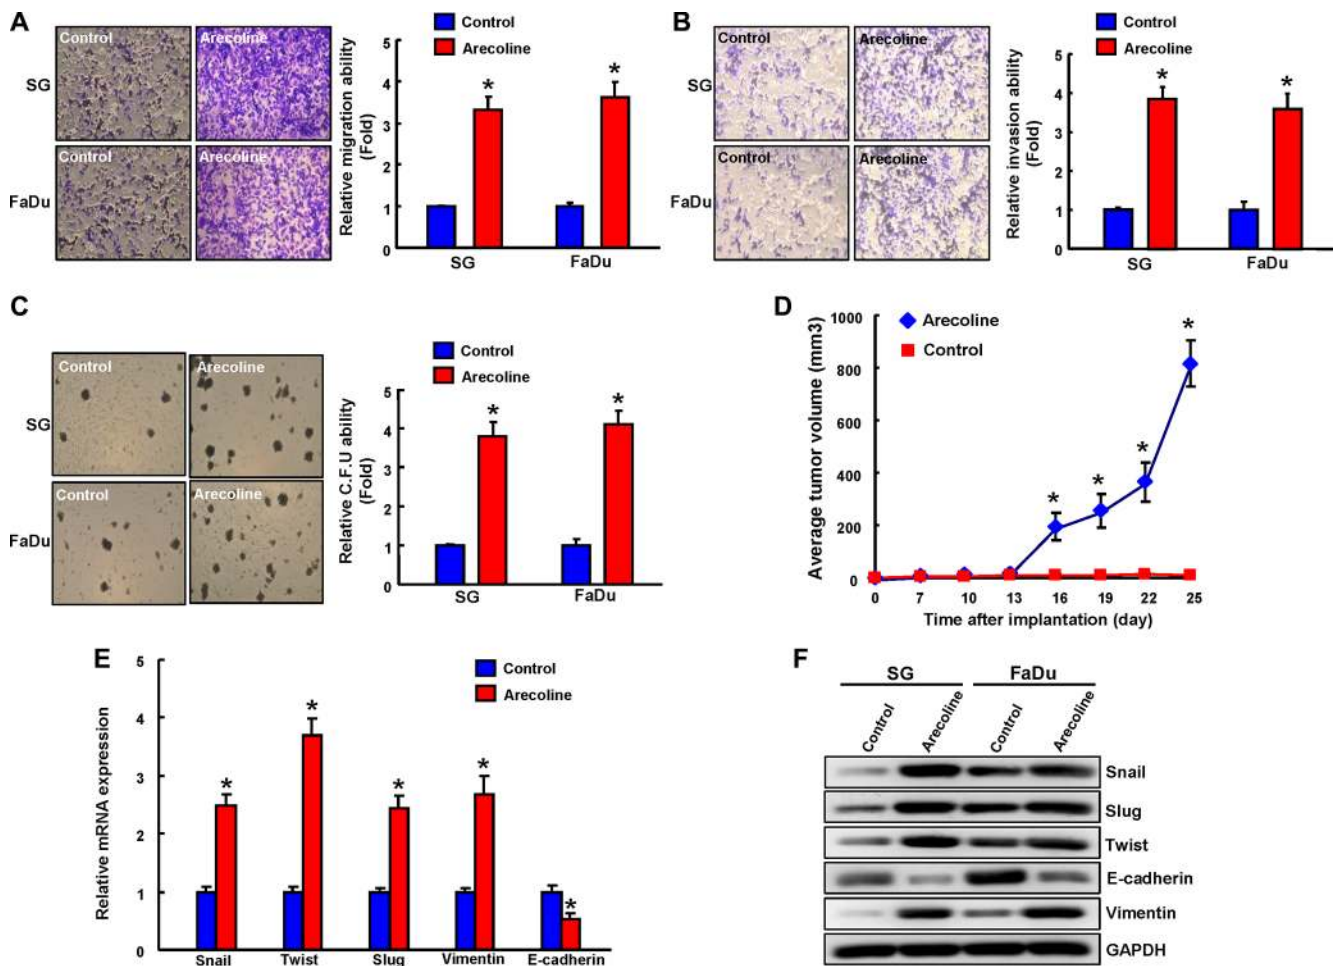 A
Control
Arecoline
SG
Control
Arecoline
FaDu
Relative migration ability
(Fold)
Control
Arecoline
5
4
3
2
1
0
SG
FaDu
*
*
B
Control
Arecoline
SG
Control
Arecoline
FaDu
Relative invasion ability
(Fold)
Control
Arecoline
5
4
3
2
1
0
SG
FaDu
*
*
C
Control
Arecoline
SG
Control
Arecoline
FaDu
Relative C.F.U ability
(Fold)
Control
Arecoline
5
4
3
2
1
0
SG
FaDu
*
*
D
Average tumor volume (mm3)
Arecoline
Control
1000
800
600
400
200
0
*
*
*
*
0 7 10 13 16 19 22 25
Time after implantation (day)
E
Relative mRNA expression
Control
Arecoline
5
4
3
2
1
0
*
*
*
*
*
Snail Twist Slug Vimentin E-cadherin
F
SG FaDu
Control Arecoline Control Arecoline
Snail
Slug
Twist
E-cadherin
Vimentin
GAPDH